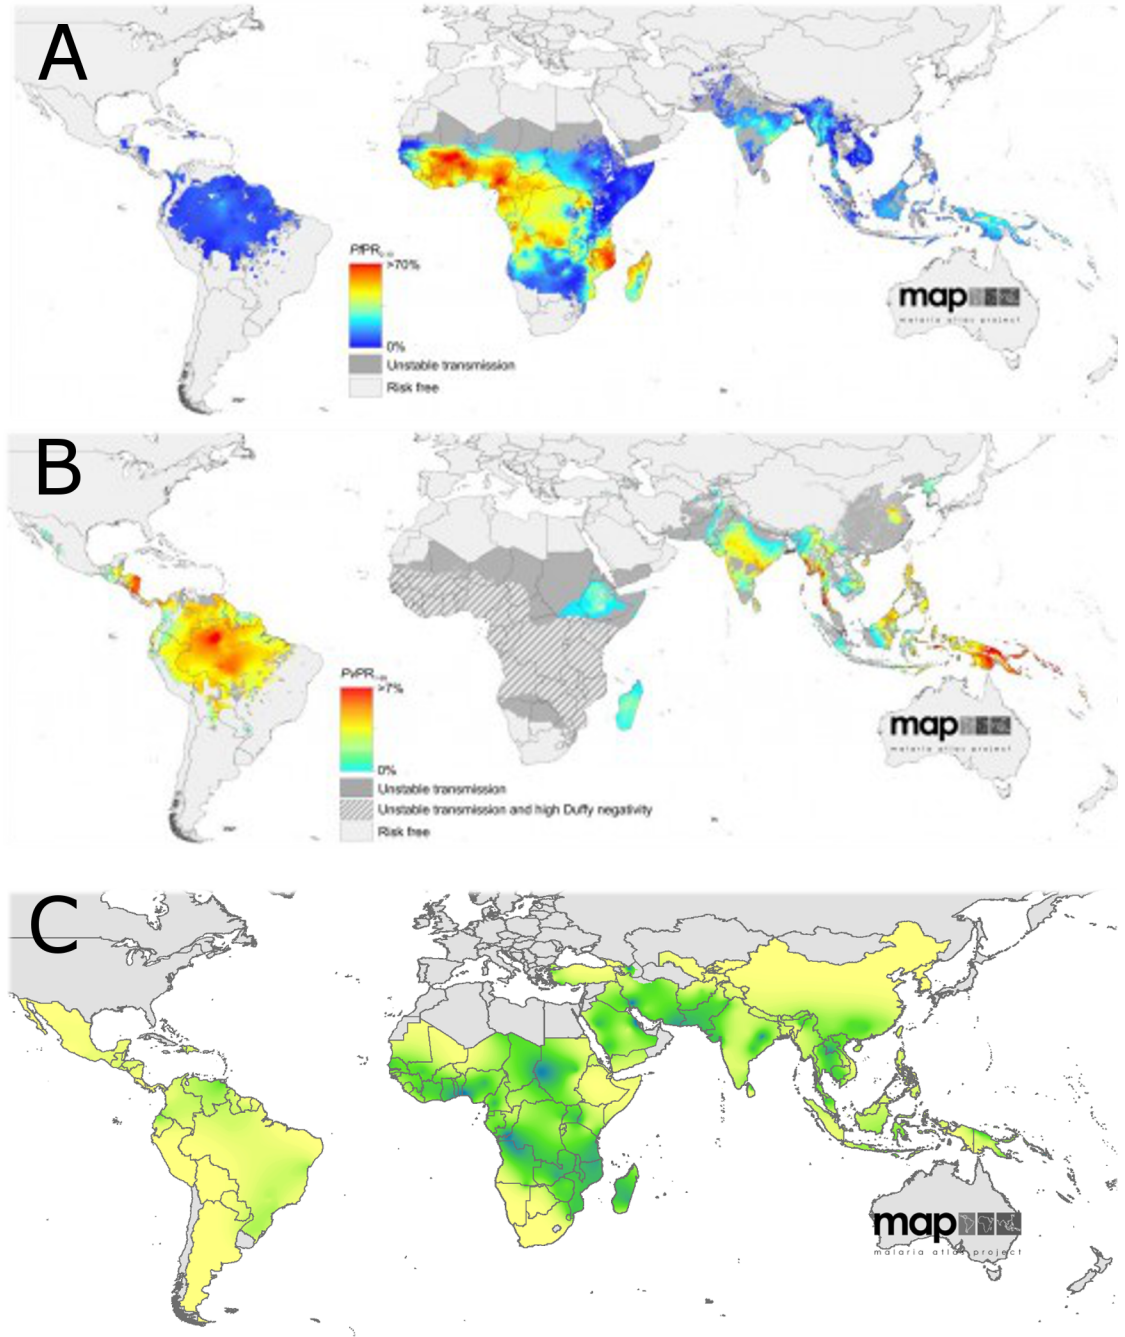 A
PfPR
>70%
0%
Unstable transmission
Risk free
map
malaria atlas project
B
PvPR
>7%
0%
Unstable transmission
Unstable transmission and high Duffy negativity
Risk free
map
malaria atlas project
C
map
malaria atlas project